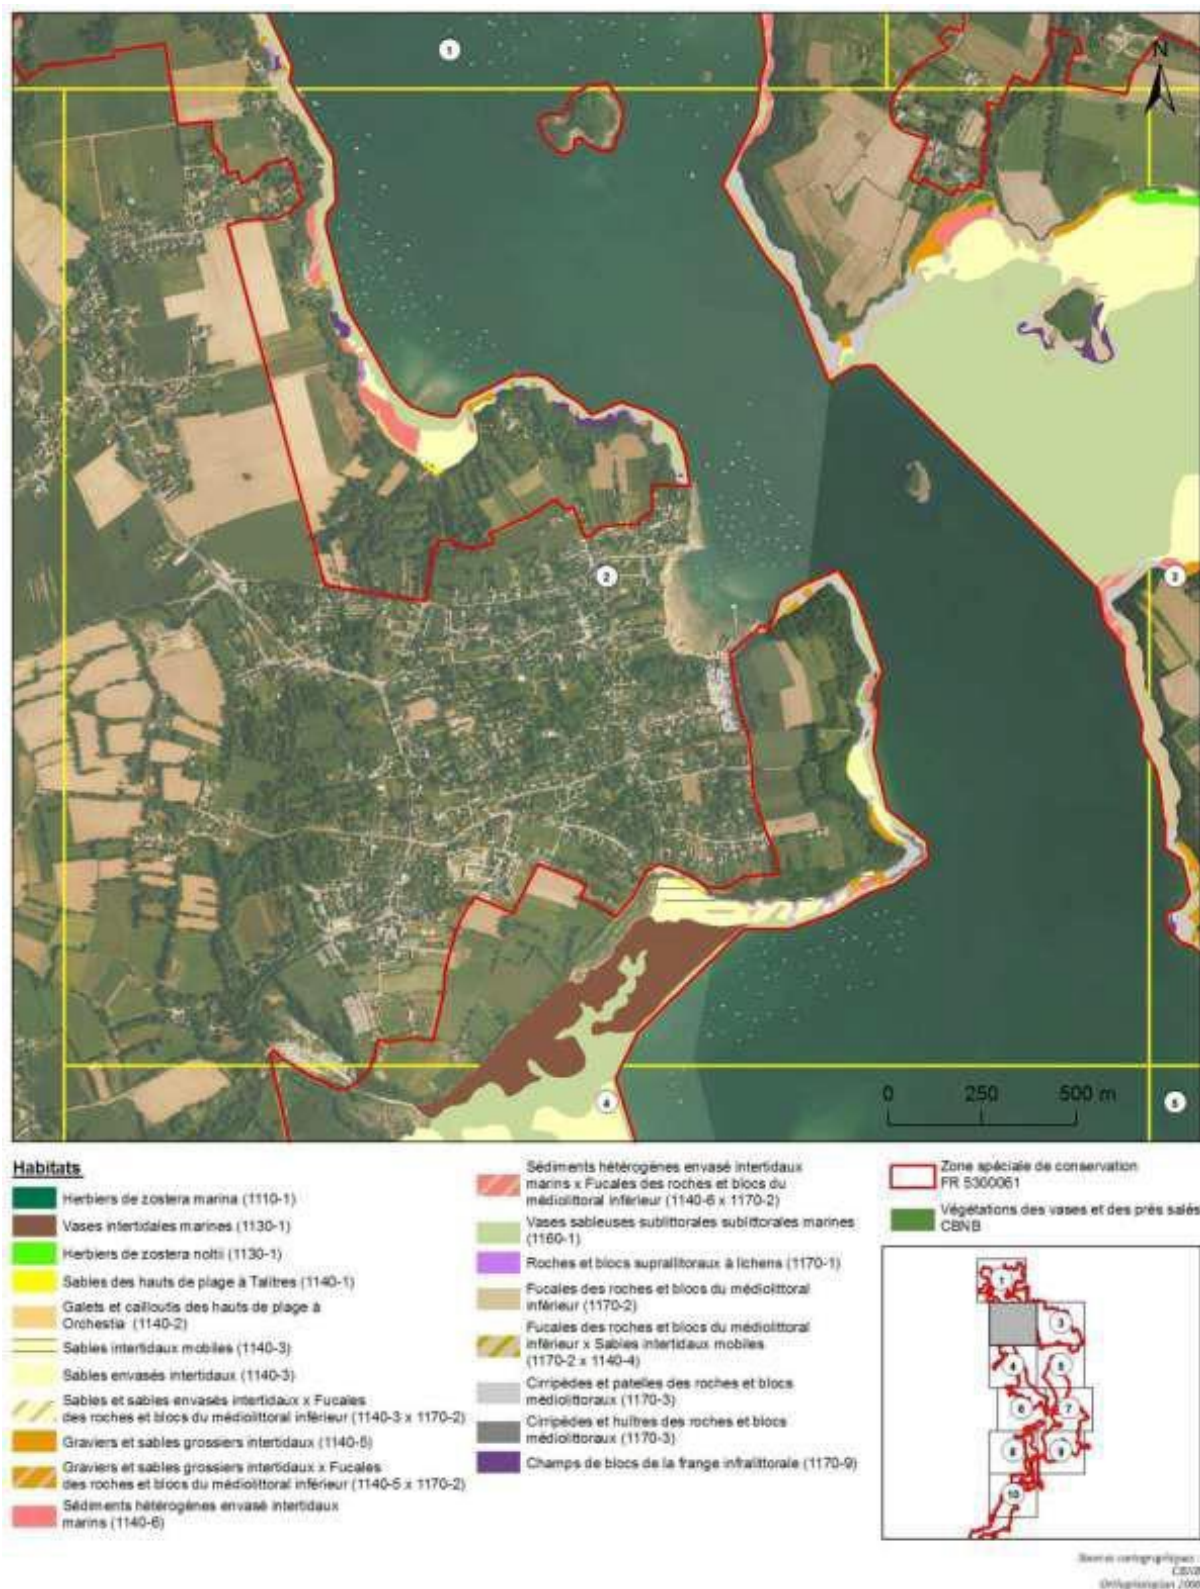 1
N
2
3
4
5
0 250 500 m
Habitats
Herbiers de zostera marina (1110-1)
Vases intertidales marines (1130-1)
Herbiers de zostera noltii (1130-1)
Sables des hauts de plage à Talitres (1140-1)
Galets et cailloutis des hauts de plage à
Orchestia (1140-2)
Sables intertidaux mobiles (1140-3)
Sables envasés intertidaux (1140-3)
Sables et sables envasés intertidaux x Fucales
des roches et blocs du médiolittoral inférieur (1140-3 x 1170-2)
Graviers et sables grossiers intertidaux (1140-5)
Graviers et sables grossiers intertidaux x Fucales
des roches et blocs du médiolittoral inférieur (1140-5 x 1170-2)
Sédiments hétérogènes envasé intertidaux
marins (1140-6)
Sédiments hétérogènes envasé intertidaux
marins x Fucales des roches et blocs du
médiolittoral inférieur (1140-6 x 1170-2)
Vases sableuses sublittorales sublittorales marines
(1160-1)
Roches et blocs supralittoraux à lichens (1170-1)
Fucales des roches et blocs du médiolittoral
inférieur (1170-2)
Fucales des roches et blocs du médiolittoral
inférieur x Sables intertidaux mobiles
(1170-2 x 1140-4)
Cirripèdes et patelles des roches et blocs
médiolittoraux (1170-3)
Cirripèdes et huîtres des roches et blocs
médiolittoraux (1170-3)
Champs de blocs de la frange infralittorale (1170-9)
Zone spéciale de conservation
FR 5300061
Végétations des vases et des prés salés
CBNB
1
3
4
5
6
7
8
9
10
Sources cartographiques :